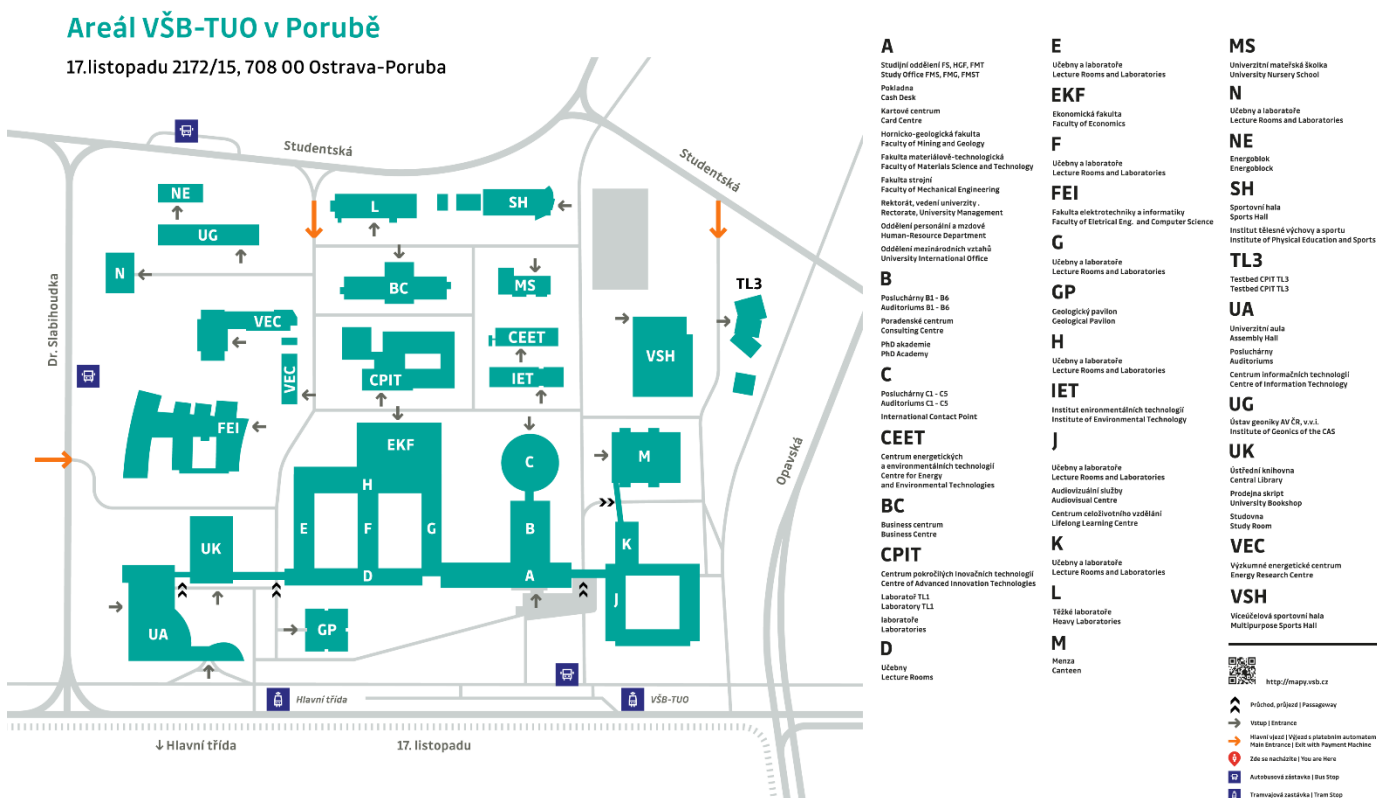 Areál VŠB-TUO v Porubě
17.listopadu 2172/15, 708 00 Ostrava-Poruba
Studentská
Studentská
Dr. Slabihoudka
Opavská
NE
UG
N
L
SH
BC
MS
TL3
VEC
VEC
CEET
CPIT
IET
VSH
FEI
EKF
C
M
H
E
F
G
B
K
UK
D
A
J
UA
GP
Hlavní třída
VŠB-TUO
↓ Hlavní třída
17. listopadu
A
Studijní oddělení FS, HGF, FMT
Study Office FMS, FMG, FMST
Pokladna
Cash Desk
Kartové centrum
Card Centre
Hornicko-geologická fakulta
Faculty of Mining and Geology
Fakulta materiálově-technologická
Faculty of Materials Science and Technology
Fakulta strojní
Faculty of Mechanical Engineering
Rektorát, vedení univerzity .
Rectorate, University Management
Oddělení personální a mzdové
Human-Resource Department
Oddělení mezinárodních vztahů
University International Office
B
Posluchárny B1 - B6
Auditoriums B1 - B6
Poradenské centrum
Consulting Centre
PhD akademie
PhD Academy
C
Posluchárny C1 - C5
Auditoriums C1 - C5
International Contact Point
CEET
Centrum energetických
a environmentálních technologií
Centre for Energy
and Environmental Technologies
BC
Business centrum
Business Centre
CPIT
Centrum pokročilých inovačních technologií
Centre of Advanced Innovation Technologies
Laboratoř TL1
Laboratory TL1
laboratoře
Laboratories
D
Učebny
Lecture Rooms
E
Učebny a laboratoře
Lecture Rooms and Laboratories
EKF
Ekonomická fakulta
Faculty of Economics
F
Učebny a laboratoře
Lecture Rooms and Laboratories
FEI
Fakulta elektrotechniky a informatiky
Faculty of Eletrical Eng. and Computer Science
G
Učebny a laboratoře
Lecture Rooms and Laboratories
GP
Geologický pavilon
Geological Pavilon
H
Učebny a laboratoře
Lecture Rooms and Laboratories
IET
Institut enironmentálních technologií
Institute of Environmental Technology
J
Učebny a laboratoře
Lecture Rooms and Laboratories
Audiovizuální služby
Audiovisual Centre
Centrum celoživotního vzdělání
Lifelong Learning Centre
K
Učebny a laboratoře
Lecture Rooms and Laboratories
L
Těžké laboratoře
Heavy Laboratories
M
Menza
Canteen
MS
Univerzitní mateřská školka
University Nursery School
N
Učebny a laboratoře
Lecture Rooms and Laboratories
NE
Energoblok
Energoblock
SH
Sportovní hala
Sports Hall
Institut tělesné výchovy a sportu
Institute of Physical Education and Sports
TL3
Testbed CPIT TL3
Testbed CPIT TL3
UA
Univerzitní aula
Assembly Hall
Posluchárny
Auditoriums
Centrum informačních technologií
Centre of Information Technology
UG
Ústav geoniky AV ČR, v.v.i.
Institute of Geonics of the CAS
UK
Ústřední knihovna
Central Library
Prodejna skript
University Bookshop
Studovna
Study Room
VEC
Výzkumné energetické centrum
Energy Research Centre
VSH
Víceúčelová sportovní hala
Multipurpose Sports Hall
http://mapy.vsb.cz
Průchod, průjezd | Passageway
Vstup | Entrance
Hlavní vjezd | Výjezd s platebním automatem
Main Entrance | Exit with Payment Machine
Zde se nacházíte | You are Here
Autobusová zástavka | Bus Stop
Tramvajová zastávka | Tram Stop